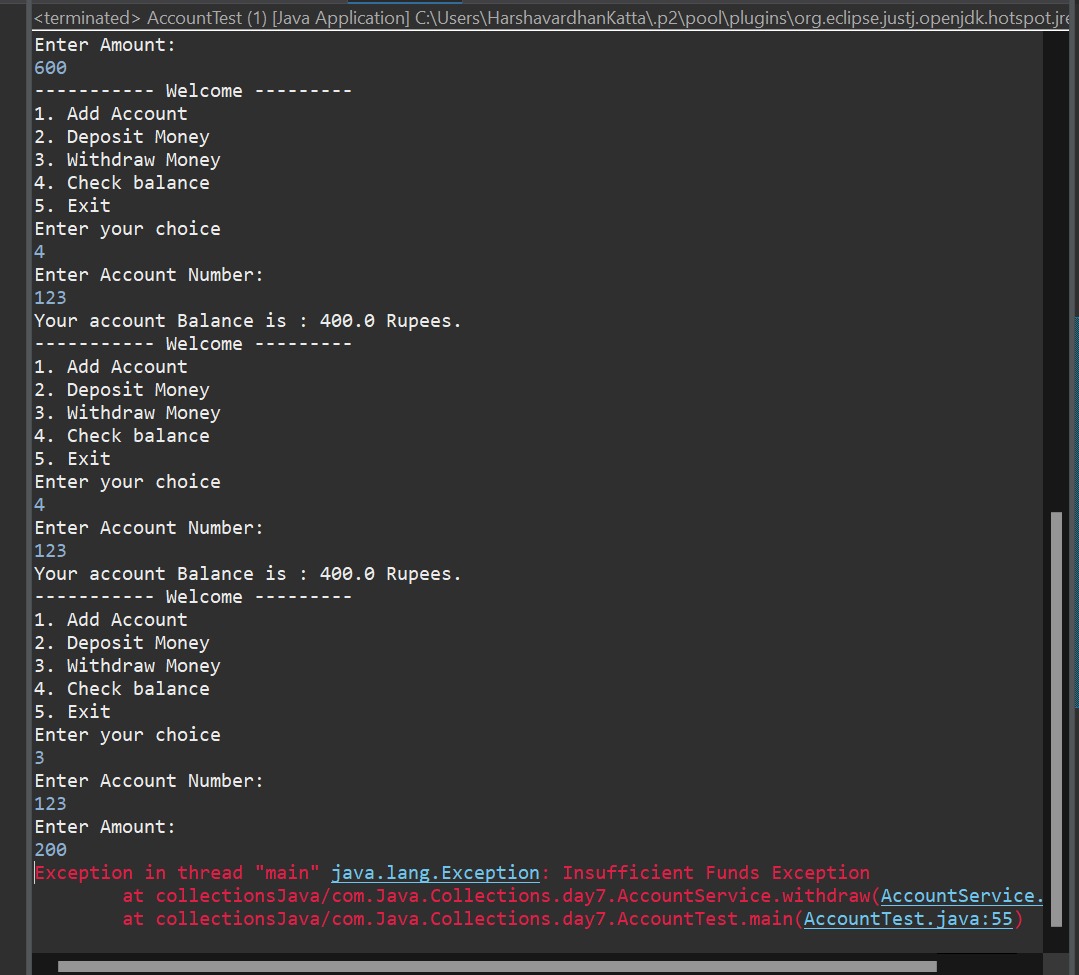 <terminated> AccountTest (1) [Java Application] C:\Users\HarshavardhanKatta\.p2\pool\plugins\org.eclipse.justj.openjdk.hotspot.jre
Enter Amount:
600
----------- Welcome ---------
1. Add Account
2. Deposit Money
3. Withdraw Money
4. Check balance
5. Exit
Enter your choice
4
Enter Account Number:
123
Your account Balance is : 400.0 Rupees.
----------- Welcome ---------
1. Add Account
2. Deposit Money
3. Withdraw Money
4. Check balance
5. Exit
Enter your choice
4
Enter Account Number:
123
Your account Balance is : 400.0 Rupees.
----------- Welcome ---------
1. Add Account
2. Deposit Money
3. Withdraw Money
4. Check balance
5. Exit
Enter your choice
3
Enter Account Number:
123
Enter Amount:
200
Exception in thread "main" java.lang.Exception: Insufficient Funds Exception
at collectionsJava/com.Java.Collections.day7.AccountService.withdraw(AccountService.
at collectionsJava/com.Java.Collections.day7.AccountTest.main(AccountTest.java:55)